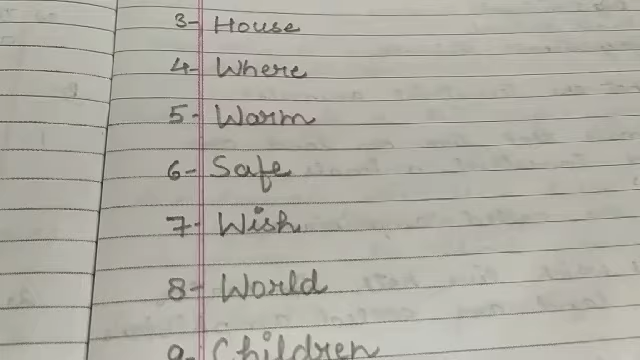 3- House
4- Where
5- Warm
6- Safe
7- Wish
8- World
9- Children